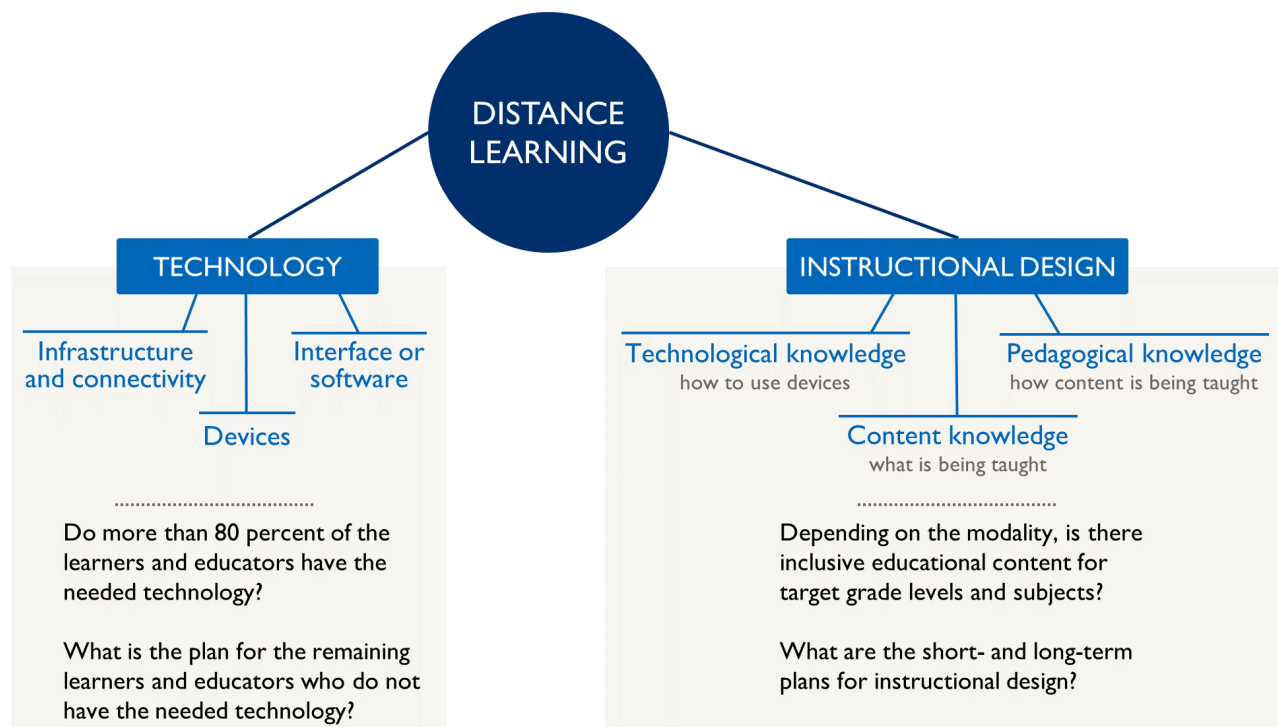 DISTANCE
LEARNING
TECHNOLOGY
Infrastructure
and connectivity
Devices
Interface or
software
Do more than 80 percent of the
learners and educators have the
needed technology?
What is the plan for the remaining
learners and educators who do not
have the needed technology?
INSTRUCTIONAL DESIGN
Technological knowledge
how to use devices
Content knowledge
what is being taught
Pedagogical knowledge
how content is being taught
Depending on the modality, is there
inclusive educational content for
target grade levels and subjects?
What are the short- and long-term
plans for instructional design?